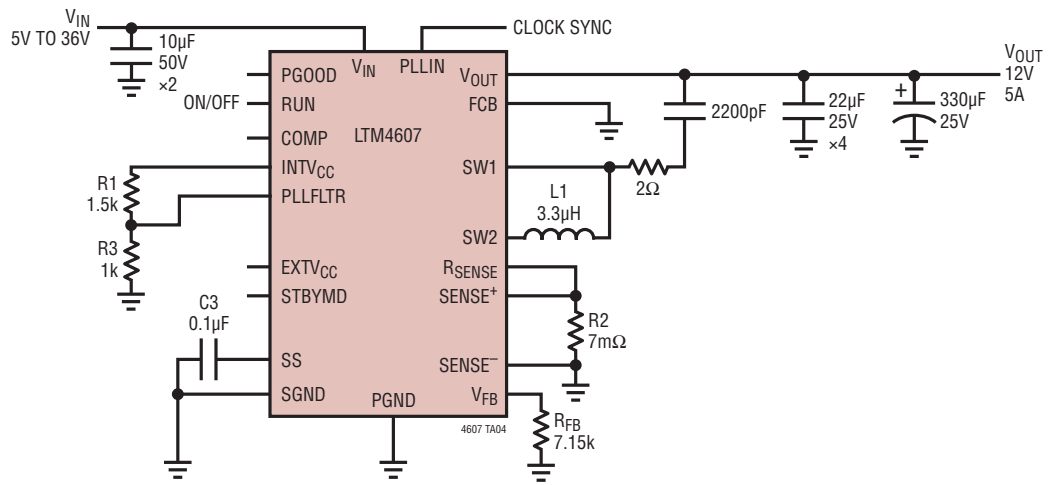 VIN
5V TO 36V
10µF
50V
×2
CLOCK SYNC
VIN
PLLIN
PGOOD
ON/OFF
RUN
COMP
INTVCC
PLLFLTR
EXTVCC
STBYMD
SS
SGND
PGND
LTM4607
VOUT
FCB
SW1
SW2
RSENSE
SENSE+
SENSE–
VFB
R1
1.5k
R3
1k
C3
0.1µF
2200pF
2Ω
L1
3.3µH
R2
7mΩ
RFB
7.15k
22µF
25V
×4
+
330µF
25V
VOUT
12V
5A
4607 TA04